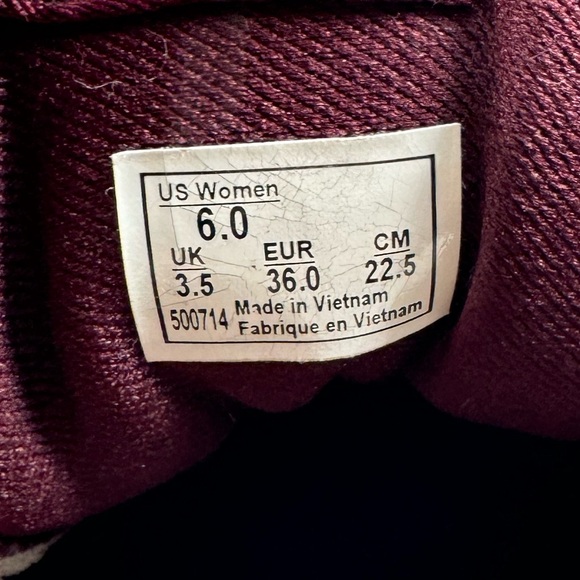 US Women
6.0
UK EUR CM
3.5 36.0 22.5
500714 Made in Vietnam
Fabrique en Vietnam